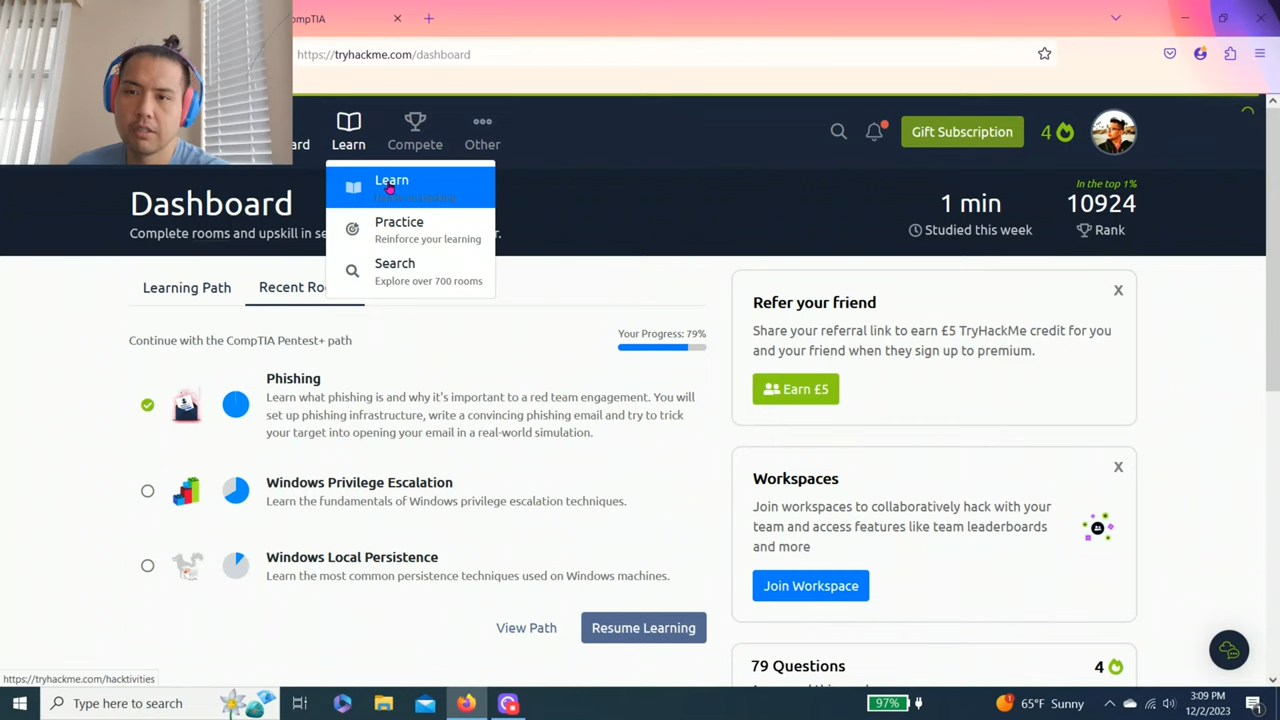 ompTIA
https://tryhackme.com/dashboard
ard
Learn
Compete
Other
Gift Subscription
4
Learn
Practice
Reinforce your learning
Search
Explore over 700 rooms
Dashboard
Complete rooms and upskill in se
r.
1 min
Studied this week
In the top 1%
10924
Rank
Learning Path
Recent Ro
Continue with the CompTIA Pentest+ path
Your Progress: 79%
Phishing
Learn what phishing is and why it's important to a red team engagement. You will
set up phishing infrastructure, write a convincing phishing email and try to trick
your target into opening your email in a real-world simulation.
Windows Privilege Escalation
Learn the fundamentals of Windows privilege escalation techniques.
Windows Local Persistence
Learn the most common persistence techniques used on Windows machines.
View Path
Resume Learning
Refer your friend
X
Share your referral link to earn £5 TryHackMe credit for you
and your friend when they sign up to premium.
Earn £5
Workspaces
X
Join workspaces to collaboratively hack with your
team and access features like team leaderboards
and more
Join Workspace
79 Questions
4
https://tryhackme.com/hacktivities
Type here to search
97%
1
65°F Sunny
3:09 PM
12/2/2023
1